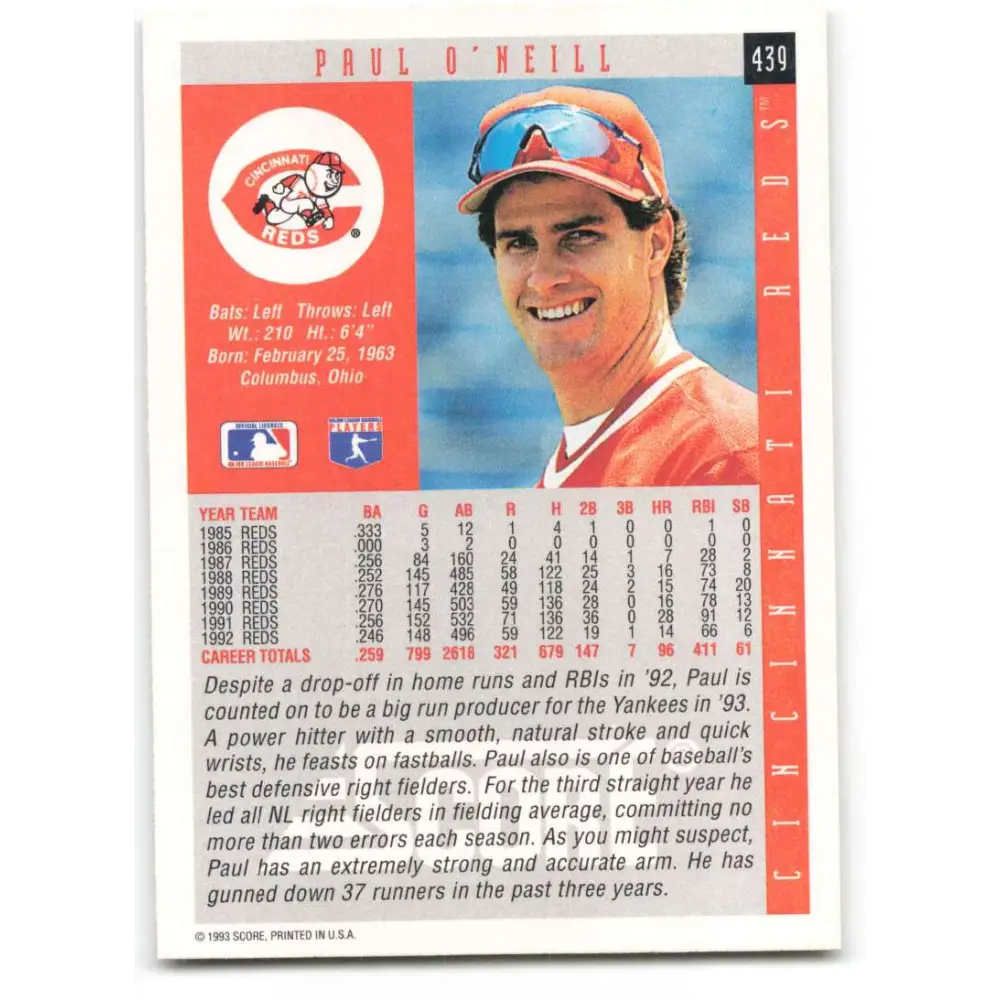 PAUL O'NEILL
439
CINCINNATI REDS™
CINCINNATI
REDS
®
Bats: Left Throws: Left
Wt.: 210 Ht.: 6'4"
Born: February 25, 1963
Columbus, Ohio
OFFICIAL LICENSEE
MAJOR LEAGUE BASEBALL
MAJOR LEAGUE BASEBALL
PLAYERS
YEAR TEAM BA G AB R H 2B 3B HR RBI SB
1985 REDS .333 5 12 1 4 1 0 0 1 0
1986 REDS .000 3 2 0 0 0 0 0 0 0
1987 REDS .256 84 160 24 41 14 1 7 28 2
1988 REDS .252 145 485 58 122 25 3 16 73 8
1989 REDS .276 117 428 49 118 24 2 15 74 20
1990 REDS .270 145 503 59 136 28 0 16 78 13
1991 REDS .256 152 532 71 136 36 0 28 91 12
1992 REDS .246 148 496 59 122 19 1 14 66 6
CAREER TOTALS .259 799 2618 321 679 147 7 96 411 61
Despite a drop-off in home runs and RBIs in '92, Paul is
counted on to be a big run producer for the Yankees in '93.
A power hitter with a smooth, natural stroke and quick
wrists, he feasts on fastballs. Paul also is one of baseball's
best defensive right fielders. For the third straight year he
led all NL right fielders in fielding average, committing no
more than two errors each season. As you might suspect,
Paul has an extremely strong and accurate arm. He has
gunned down 37 runners in the past three years.
SCORE ®
© 1993 SCORE, PRINTED IN U.S.A.